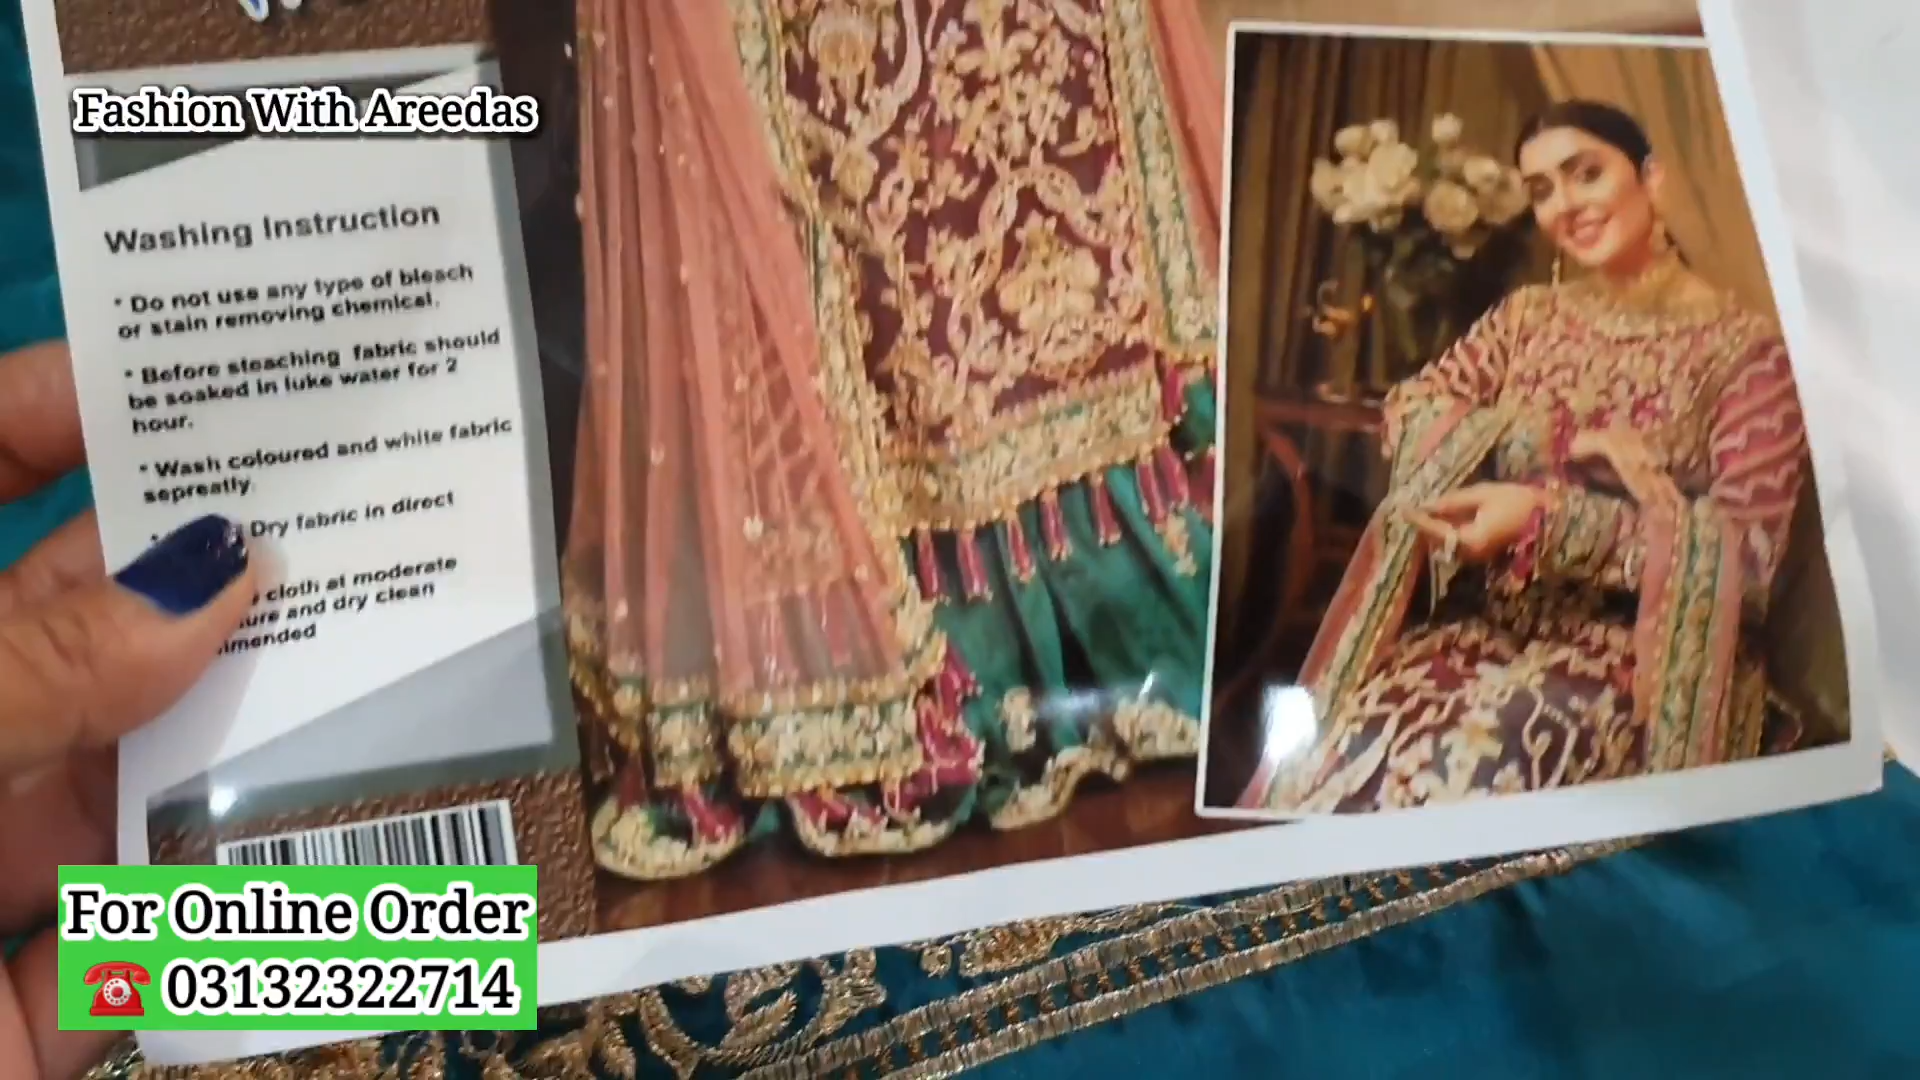 Fashion With Areedas
Washing Instruction
* Do not use any type of bleach
or stain removing chemical.
* Before steaching fabric should
be soaked in luke water for 2
hour.
* Wash coloured and white fabric
sepreatly.
Dry fabric in direct
cloth at moderate
and dry clean
For Online Order
☎ 03132322714